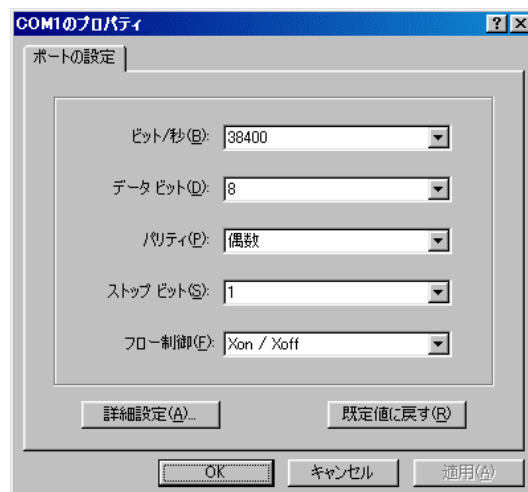 COM1のプロパティ
ポートの設定
ビット/秒(B): 38400
データ ビット(D): 8
パリティ(P): 偶数
ストップ ビット(S): 1
フロー制御(F): Xon / Xoff
詳細設定(A)... 既定値に戻す(R)
OK キャンセル 適用(A)